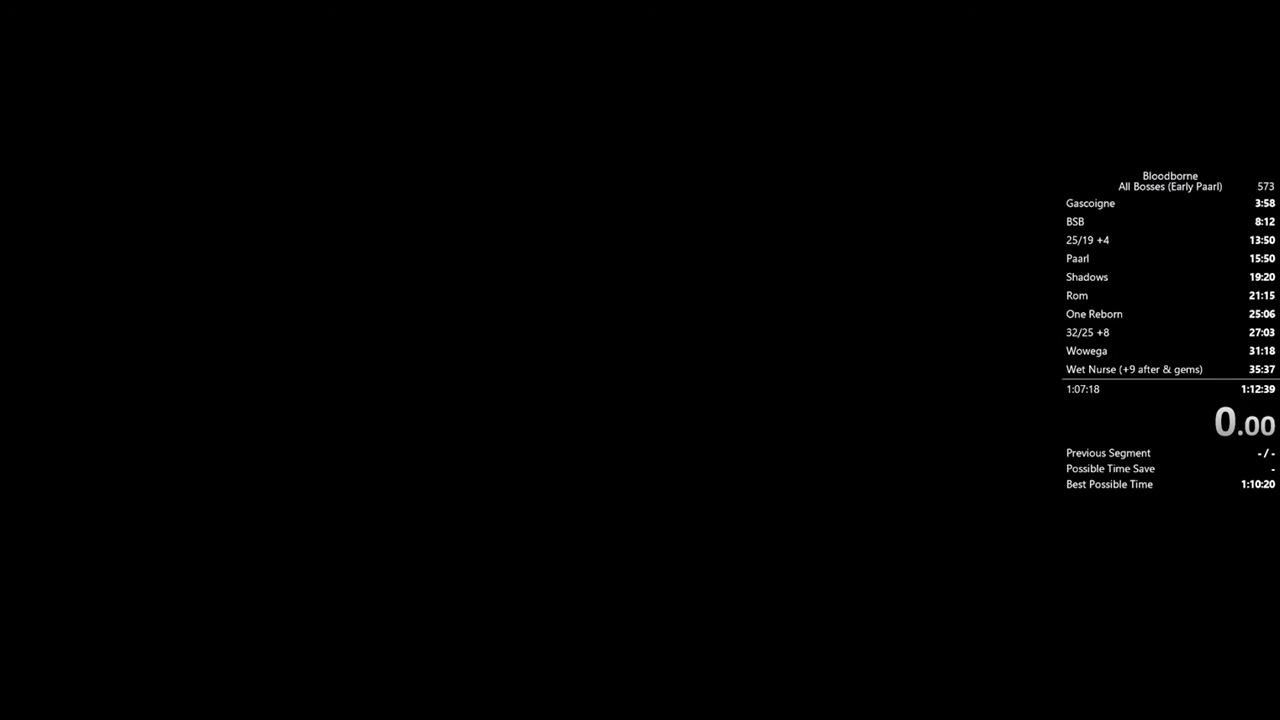 Bloodborne
All Bosses (Early Paarl) 573
Gascoigne 3:58
BSB 8:12
25/19 +4 13:50
Paarl 15:50
Shadows 19:20
Rom 21:15
One Reborn 25:06
32/25 +8 27:03
Wowega 31:18
Wet Nurse (+9 after & gems) 35:37
1:07:18 1:12:39
0.00
Previous Segment - / -
Possible Time Save -
Best Possible Time 1:10:20